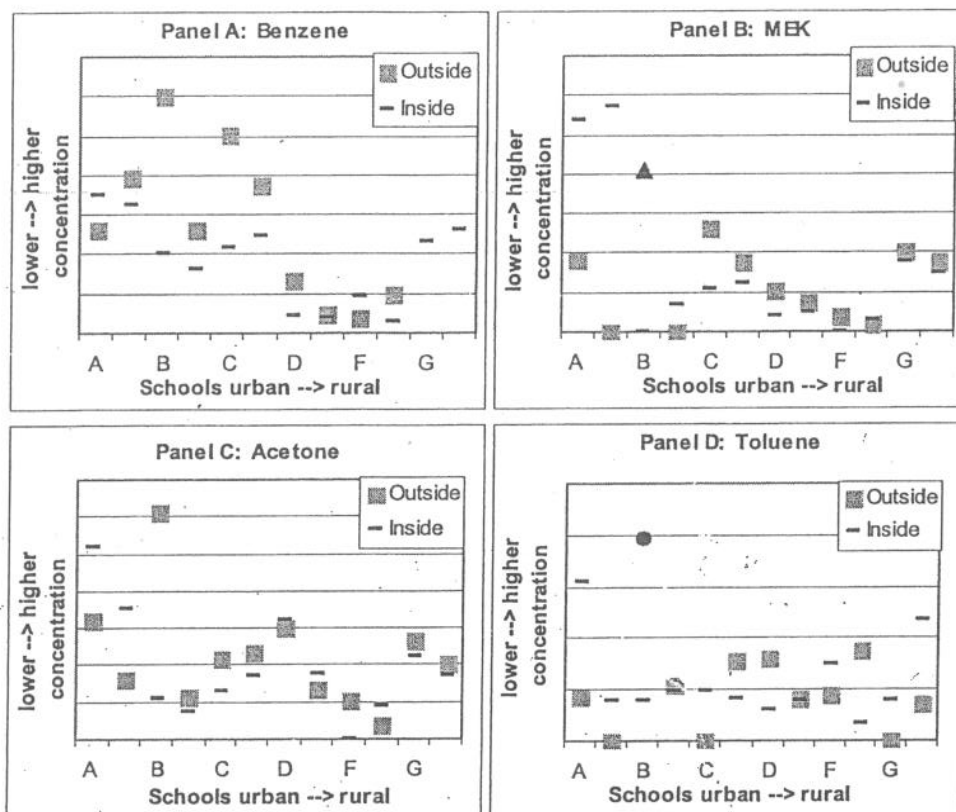 Panel A: Benzene
Outside
Inside
lower --> higher
concentration
A B C D F G
Schools urban --> rural
Panel B: MEK
Outside
Inside
lower --> higher
concentration
A B C D F G
Schools urban --> rural
Panel C: Acetone
Outside
Inside
lower --> higher
concentration
A B C D F G
Schools urban --> rural
Panel D: Toluene
Outside
Inside
lower --> higher
concentration
A B C D F G
Schools urban --> rural